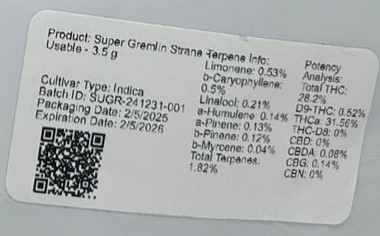 Product: Super Gremlin Strane
Usable - 3.5 g
Cultivar Type: Indica
Batch ID: SUGR-241231-001
Packaging Date: 2/5/2025
Expiration Date: 2/5/2026
Terpene Info:
Limonene: 0.53%
b-Caryophyllene:
0.5%
Linalool: 0.21%
a-Humulene: 0.14%
a-Pinene: 0.13%
b-Pinene: 0.12%
b-Myrcene: 0.04%
Total Terpenes:
1.82%
Potency
Analysis:
Total THC:
28.2%
D9-THC: 0.52%
THCa: 31.56%
THC-D8: 0%
CBD: 0%
CBDA: 0.08%
CBG: 0.14%
CBN: 0%